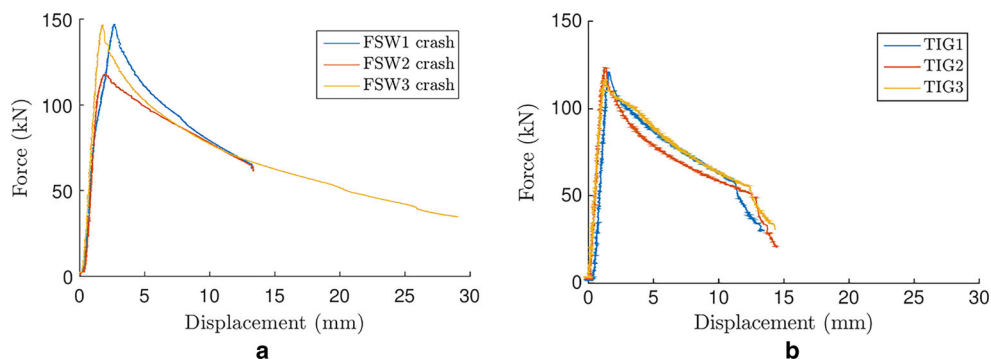 150
100
50
0
Force (kN)
0 5 10 15 20 25 30
Displacement (mm)
FSW1 crash
FSW2 crash
FSW3 crash
a
150
100
50
0
Force (kN)
0 5 10 15 20 25 30
Displacement (mm)
TIG1
TIG2
TIG3
b